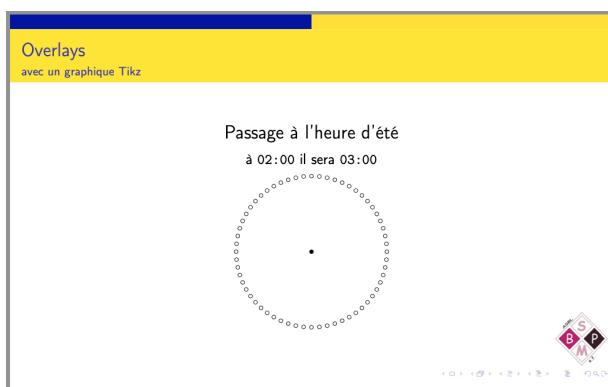 Overlays
avec un graphique Tikz
Passage à l'heure d'été
à 02:00 il sera 03:00
S
B P
M